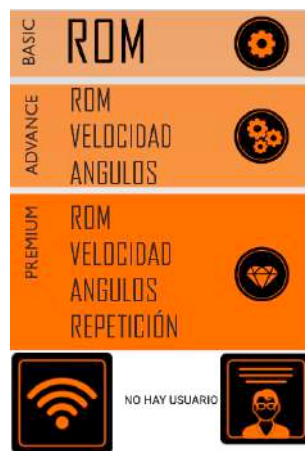 BASIC
ROM
ADVANCE
ROM
VELOCIDAD
ANGULOS
PREMIUM
ROM
VELOCIDAD
ANGULOS
REPETICIÓN
NO HAY USUARIO